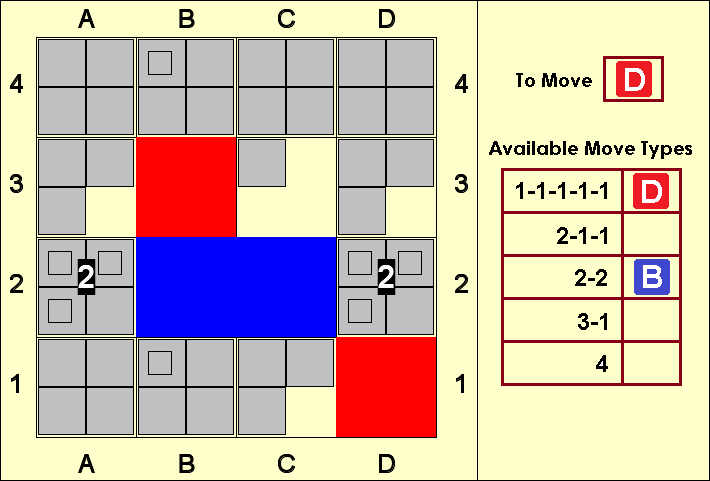 A B C D
4 4
To Move D
Available Move Types
3 3
1-1-1-1-1 D
2-1-1
2 2 2 2
2-2 B
3-1
4
1 1
A B C D